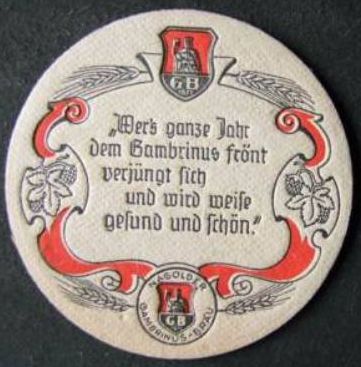 GB
„Wer's ganze Jahr
dem Gambrinus frönt
verjüngt sich
und wird weise
gesund und schön."
NAGOLDER
GB
GAMBRINUS-BRÄU